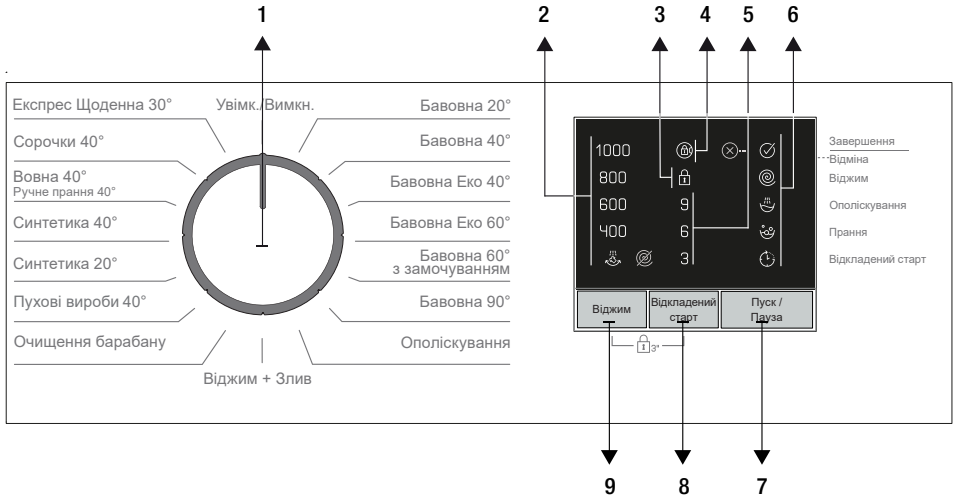 1
2
3
4
5
6
Експрес Щоденна 30°
Сорочки 40°
Вовна 40°
Ручне прання 40°
Синтетика 40°
Синтетика 20°
Пухові вироби 40°
Очищення барабану
Увімк./Вимкн.
Віджим + Злив
Бавовна 20°
Бавовна 40°
Бавовна Еко 40°
Бавовна Еко 60°
Бавовна 60°
з замочуванням
Бавовна 90°
Ополіскування
1000
800
600
400
9
6
3
Завершення
Відміна
Віджим
Ополіскування
Прання
Відкладений старт
Віджим
Відкладений
старт
Пуск /
Пауза
3"
9
8
7